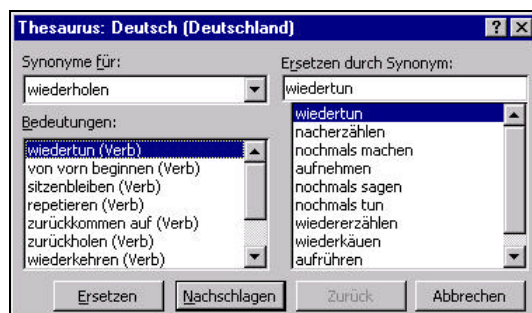 Thesaurus: Deutsch (Deutschland)
Synonyme für:
wiederholen
Bedeutungen:
wiedertun (Verb)
von vorn beginnen (Verb)
sitzenbleiben (Verb)
repetieren (Verb)
zurückkommen auf (Verb)
zurückholen (Verb)
wiederkehren (Verb)
Ersetzen durch Synonym:
wiedertun
wiedertun
nacherzählen
nochmals machen
aufnehmen
nochmals sagen
nochmals tun
wiedererzählen
wiederkäuen
aufrühren
Ersetzen
Nachschlagen
Zurück
Abbrechen